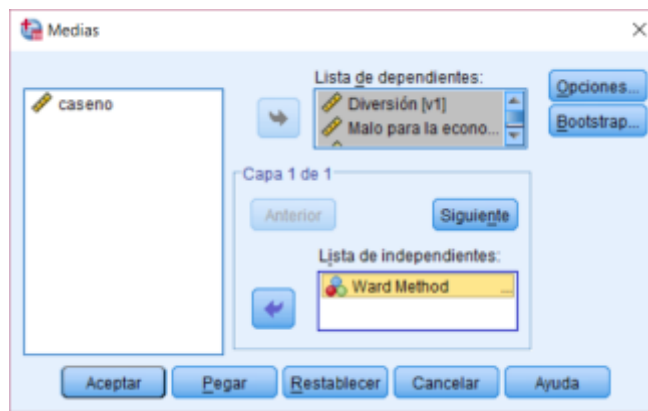 Medias
caseno
Lista de dependientes:
Diversión [v1]
Malo para la econo...
Opciones...
Bootstrap...
Capa 1 de 1
Anterior
Siguiente
Lista de independientes:
Ward Method ...
Aceptar
Pegar
Restablecer
Cancelar
Ayuda